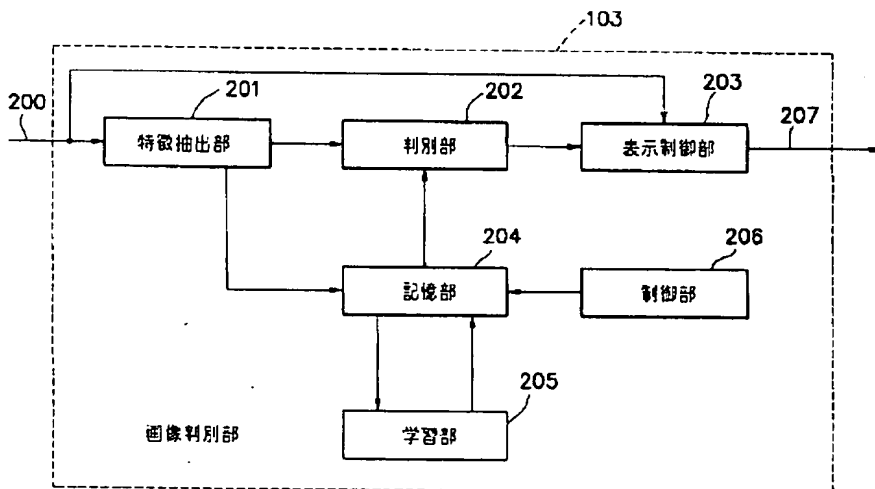 103
200
201
202
203
207
特徴抽出部
判別部
表示制御部
204
206
記憶部
制御部
205
画像判別部
学習部